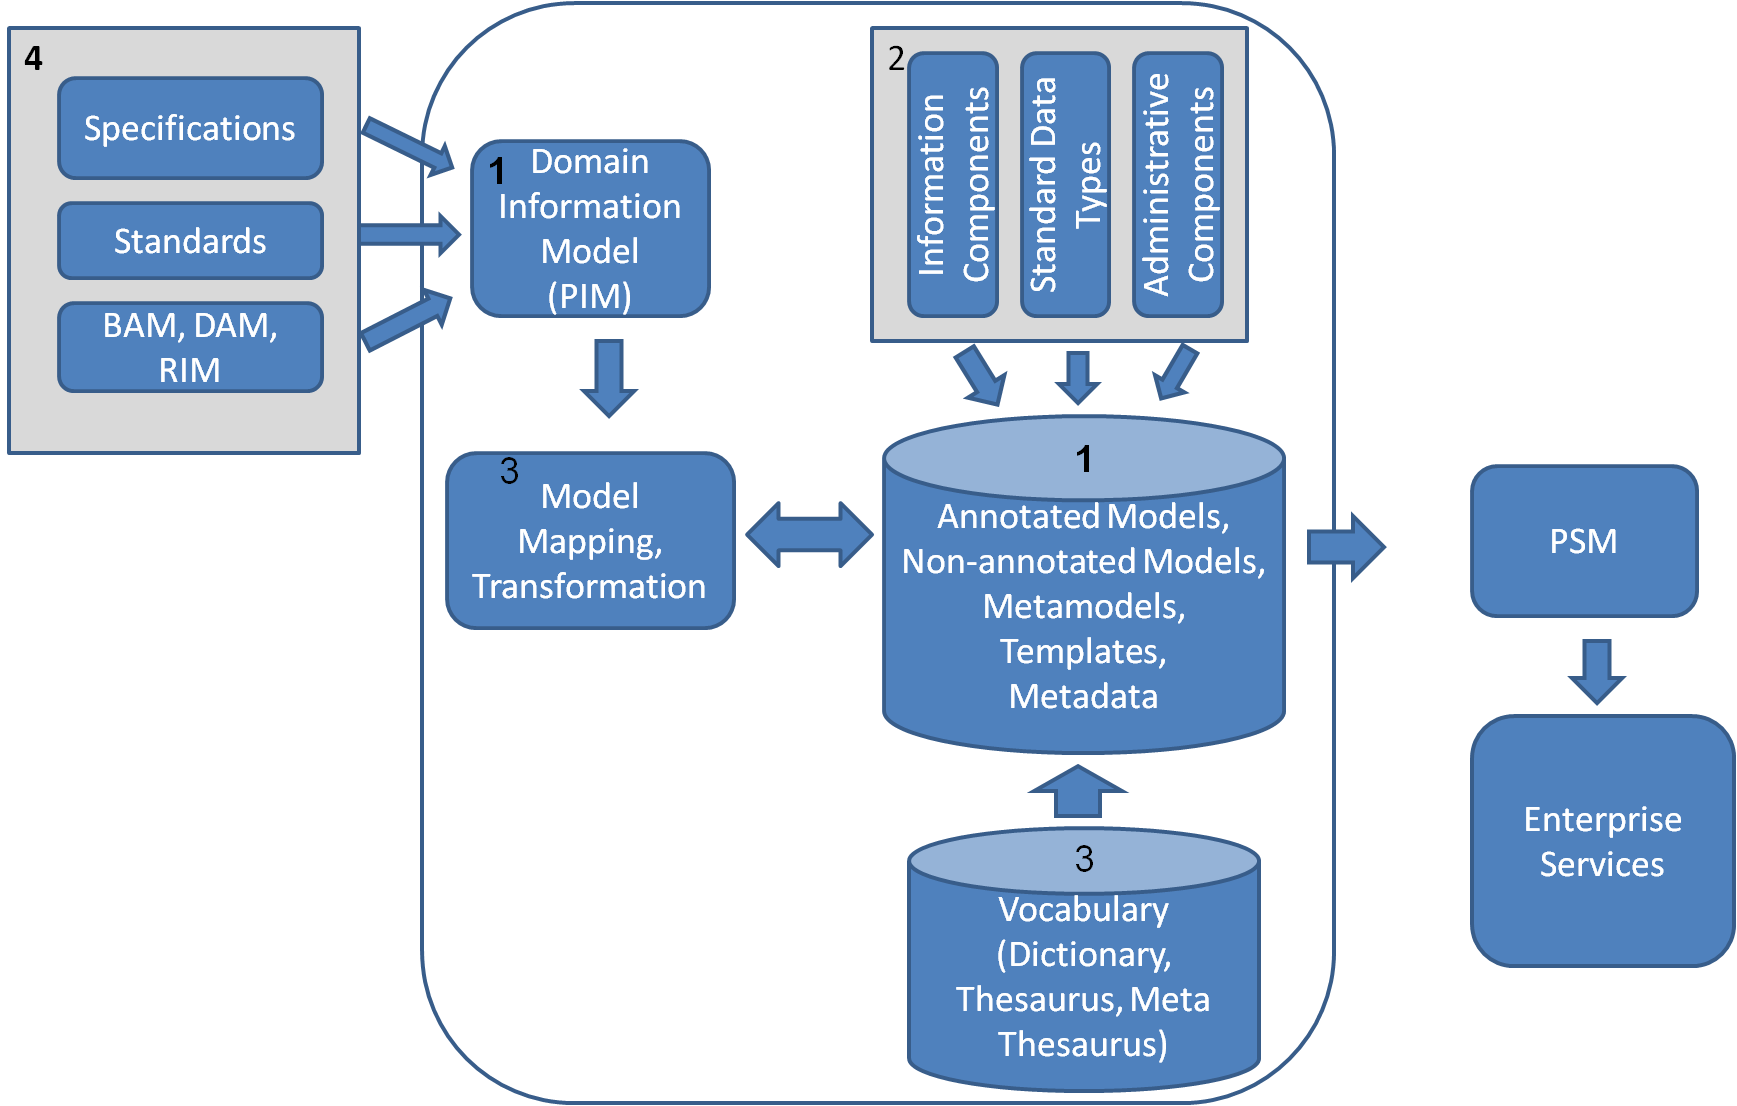 4
Specifications
Standards
BAM, DAM,
RIM
1
Domain
Information
Model
(PIM)
3
Model
Mapping,
Transformation
2
Information
Components
Standard Data
Types
Administrative
Components
1
Annotated Models,
Non-annotated Models,
Metamodels,
Templates,
Metadata
3
Vocabulary
(Dictionary,
Thesaurus, Meta
Thesaurus)
PSM
Enterprise
Services